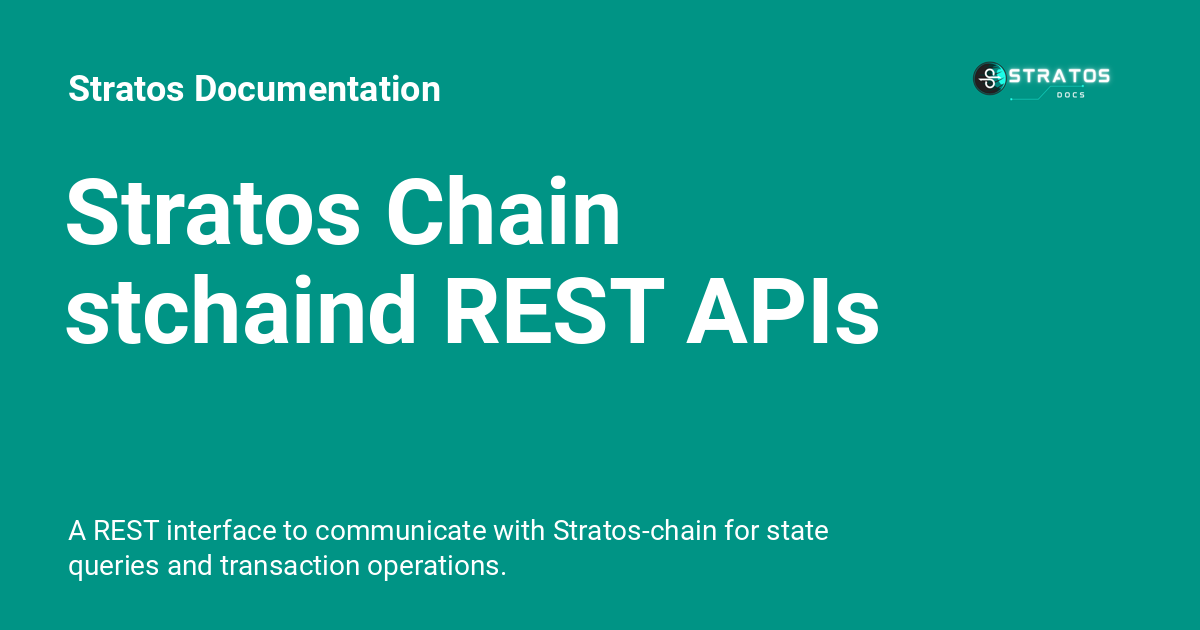 Stratos Documentation
STRATOS
DOCS
Stratos Chain
stchaind REST APIs
A REST interface to communicate with Stratos-chain for state
queries and transaction operations.